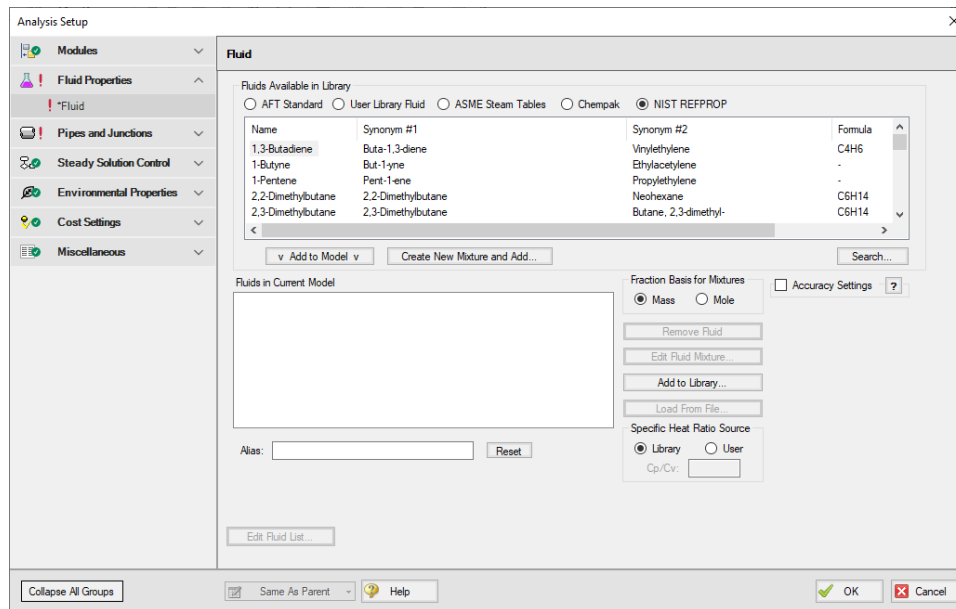 Analysis Setup
Modules
Fluid Properties
*Fluid
Pipes and Junctions
Steady Solution Control
Environmental Properties
Cost Settings
Miscellaneous
Fluid
Fluids Available in Library
AFT Standard User Library Fluid ASME Steam Tables Chempak NIST REFPROP
Name Synonym #1 Synonym #2 Formula
1,3-Butadiene Buta-1,3-diene Vinylethylene C4H6
1-Butyne But-1-yne Ethylacetylene -
1-Pentene Pent-1-ene Propylethylene -
2,2-Dimethylbutane 2,2-Dimethylbutane Neohexane C6H14
2,3-Dimethylbutane 2,3-Dimethylbutane Butane, 2,3-dimethyl- C6H14
v Add to Model v Create New Mixture and Add... Search...
Fluids in Current Model
Fraction Basis for Mixtures
Mass Mole
Accuracy Settings ?
Remove Fluid
Edit Fluid Mixture...
Add to Library...
Load From File...
Specific Heat Ratio Source
Library User
Cp/Cv:
Alias: Reset
Edit Fluid List...
Collapse All Groups Same As Parent Help OK Cancel